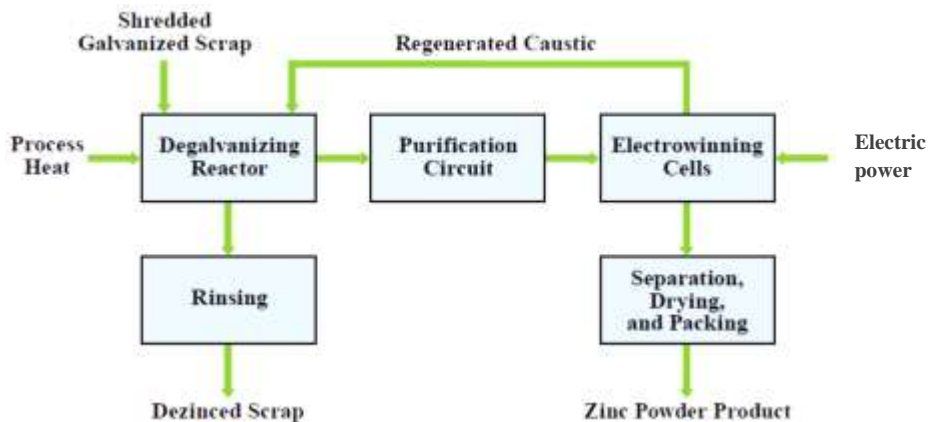 Shredded
Galvanized Scrap
Regenerated Caustic
Process
Heat
Degalvanizing
Reactor
Purification
Circuit
Electrowinning
Cells
Electric
power
Rinsing
Separation,
Drying,
and Packing
Dezinced Scrap
Zinc Powder Product